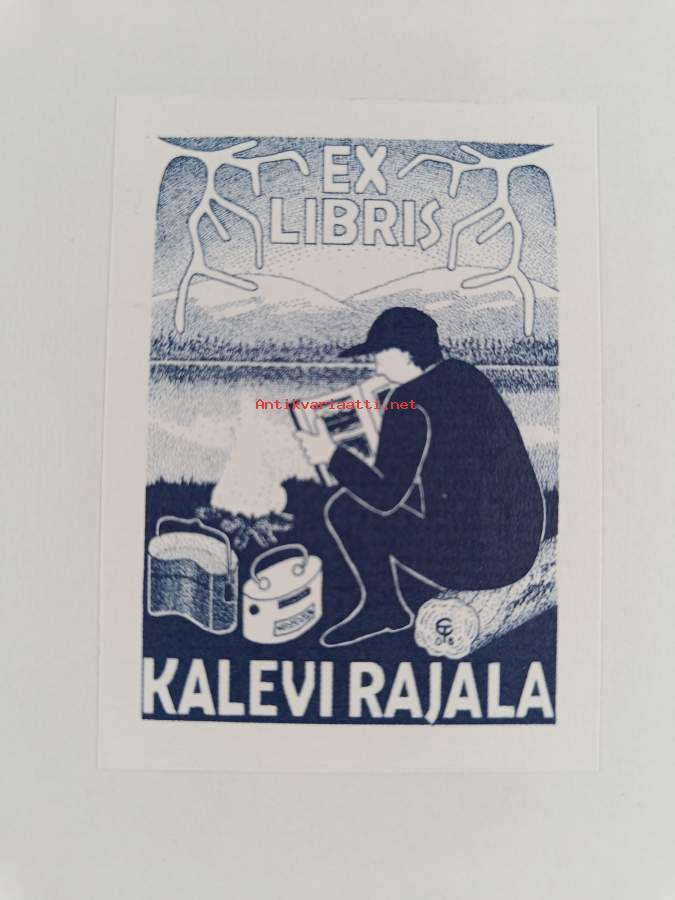 EX
LIBRIS
Antikvariaatti.net
KALEVI RAJALA